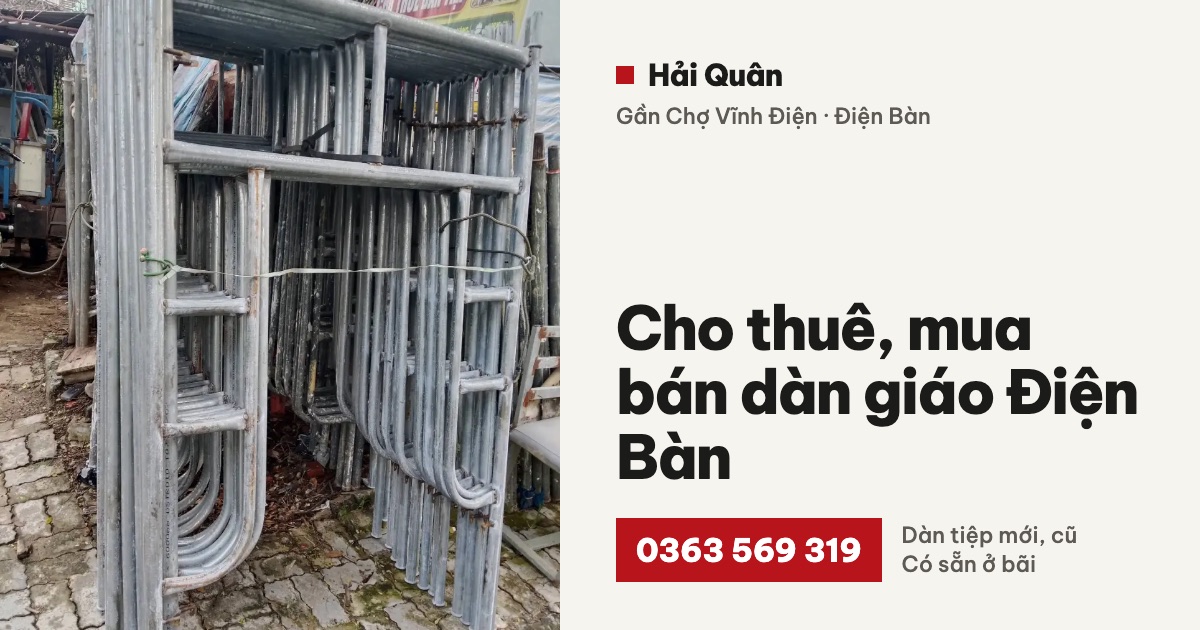 Hải Quân
Gần Chợ Vĩnh Điện · Điện Bàn
Cho thuê, mua
bán dàn giáo Điện
Bàn
0363 569 319
Dàn tiệp mới, cũ
Có sẵn ở bãi